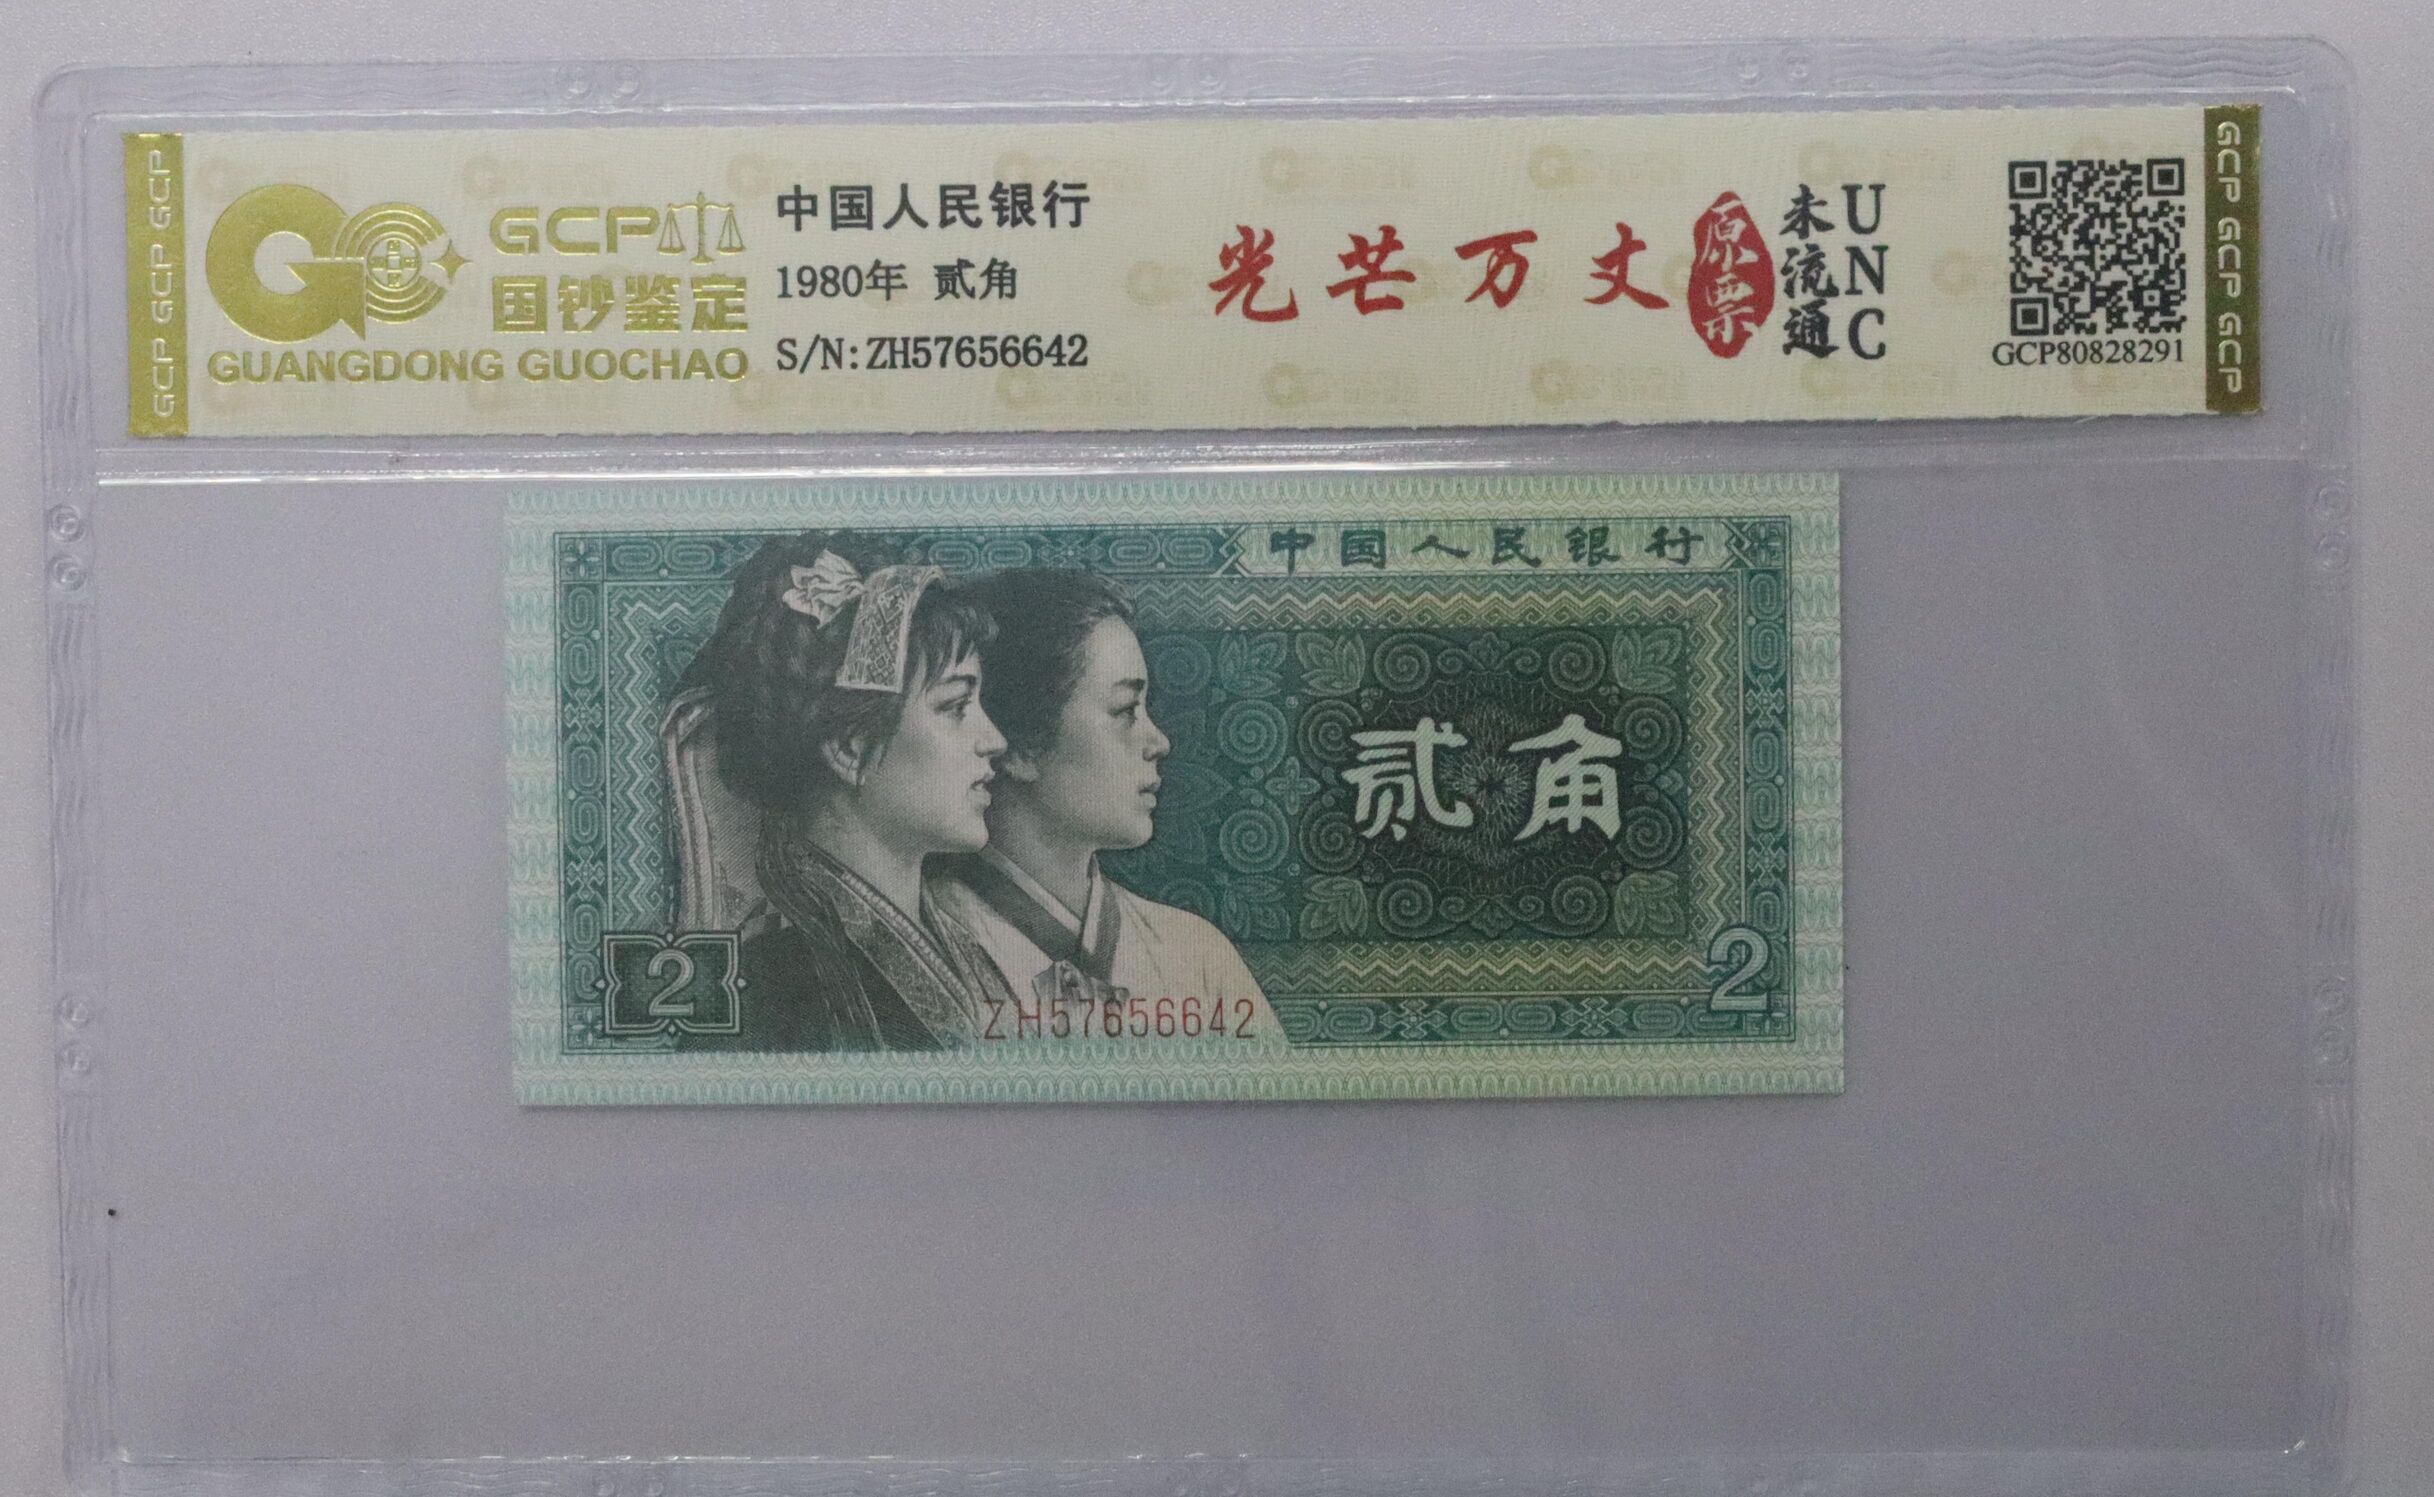 GCP GCP GCP
GCP
国钞鉴定
GUANGDONG GUOCHAO
中国人民银行
1980年 贰角
S/N:ZH57656642
光芒万丈
原票
未流通
UNC
GCP80828291
GCP GCP GCP
中国人民银行
贰角
2
ZH57656642
2